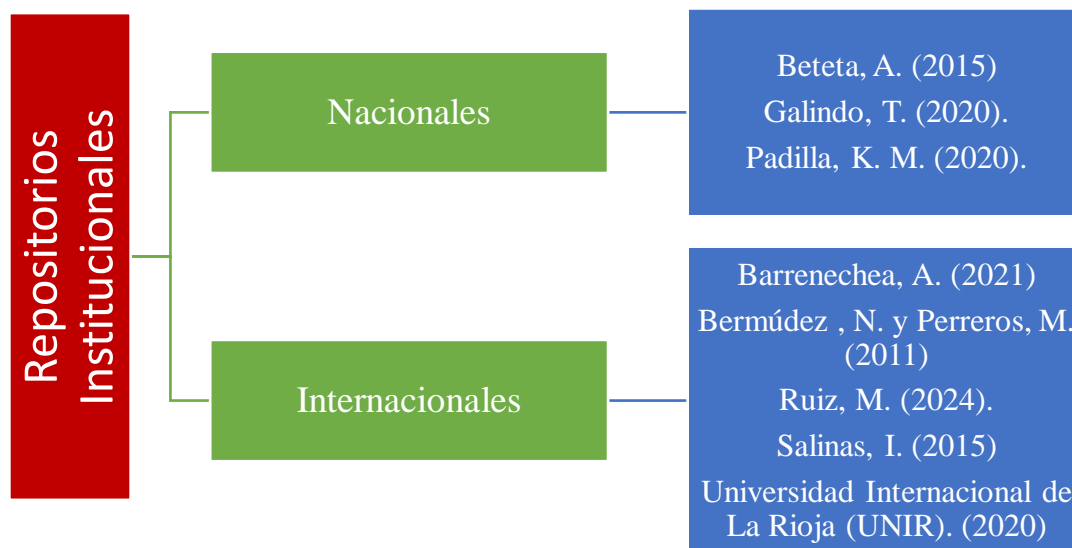 Repositorios
Institucionales
Nacionales
Beteta, A. (2015)
Galindo, T. (2020).
Padilla, K. M. (2020).
Internacionales
Barrenechea, A. (2021)
Bermúdez , N. y Perreros, M.
(2011)
Ruiz, M. (2024).
Salinas, I. (2015)
Universidad Internacional de
La Rioja (UNIR). (2020)